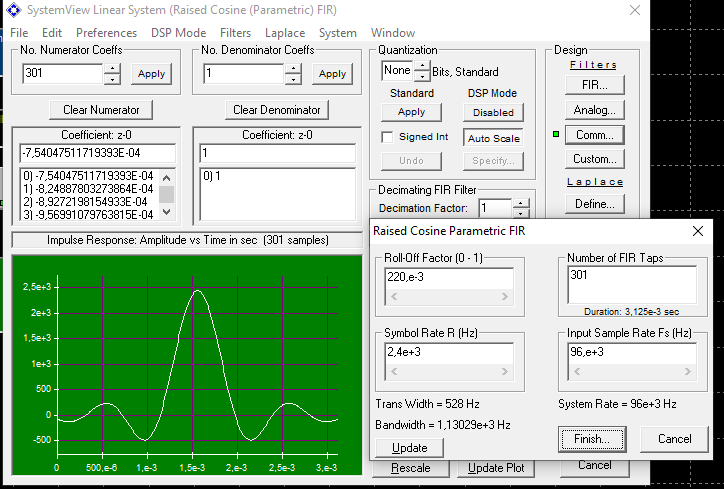 SystemView Linear System (Raised Cosine (Parametric) FIR)
File Edit Preferences DSP Mode Filters Laplace System Window
No. Numerator Coeffs
301
Apply
No. Denominator Coeffs
1
Apply
Clear Numerator
Clear Denominator
Coefficient: z-0
-7,54047511719393E-04
0) -7,54047511719393E-04
1) -8,24887803273864E-04
2) -8,9272198154933E-04
3) -9,56991079763815E-04
Coefficient: z-0
1
0) 1
Quantization
None Bits, Standard
Standard
Apply
DSP Mode
Disabled
Signed Int
Auto Scale
Undo
Specify...
Decimating FIR Filter
Decimation Factor: 1
Design
Filters
FIR...
Analog...
Comm...
Custom...
Laplace
Define...
Impulse Response: Amplitude vs Time in sec (301 samples)
2,5e-3
2e-3
1,5e-3
1e-3
500
0
-500
0 500,e-6 1,e-3 1,5e-3 2,e-3 2,5e-3 3,e-3
Raised Cosine Parametric FIR
Roll-Off Factor (0 - 1)
220,e-3
Number of FIR Taps
301
Duration: 3,125e-3 sec
Symbol Rate R (Hz)
2,4e+3
Input Sample Rate Fs (Hz)
96,e+3
Trans Width = 528 Hz
System Rate = 96e+3 Hz
Bandwidth = 1,13029e+3 Hz
Update
Finish...
Cancel
Rescale
Update Plot
Cancel